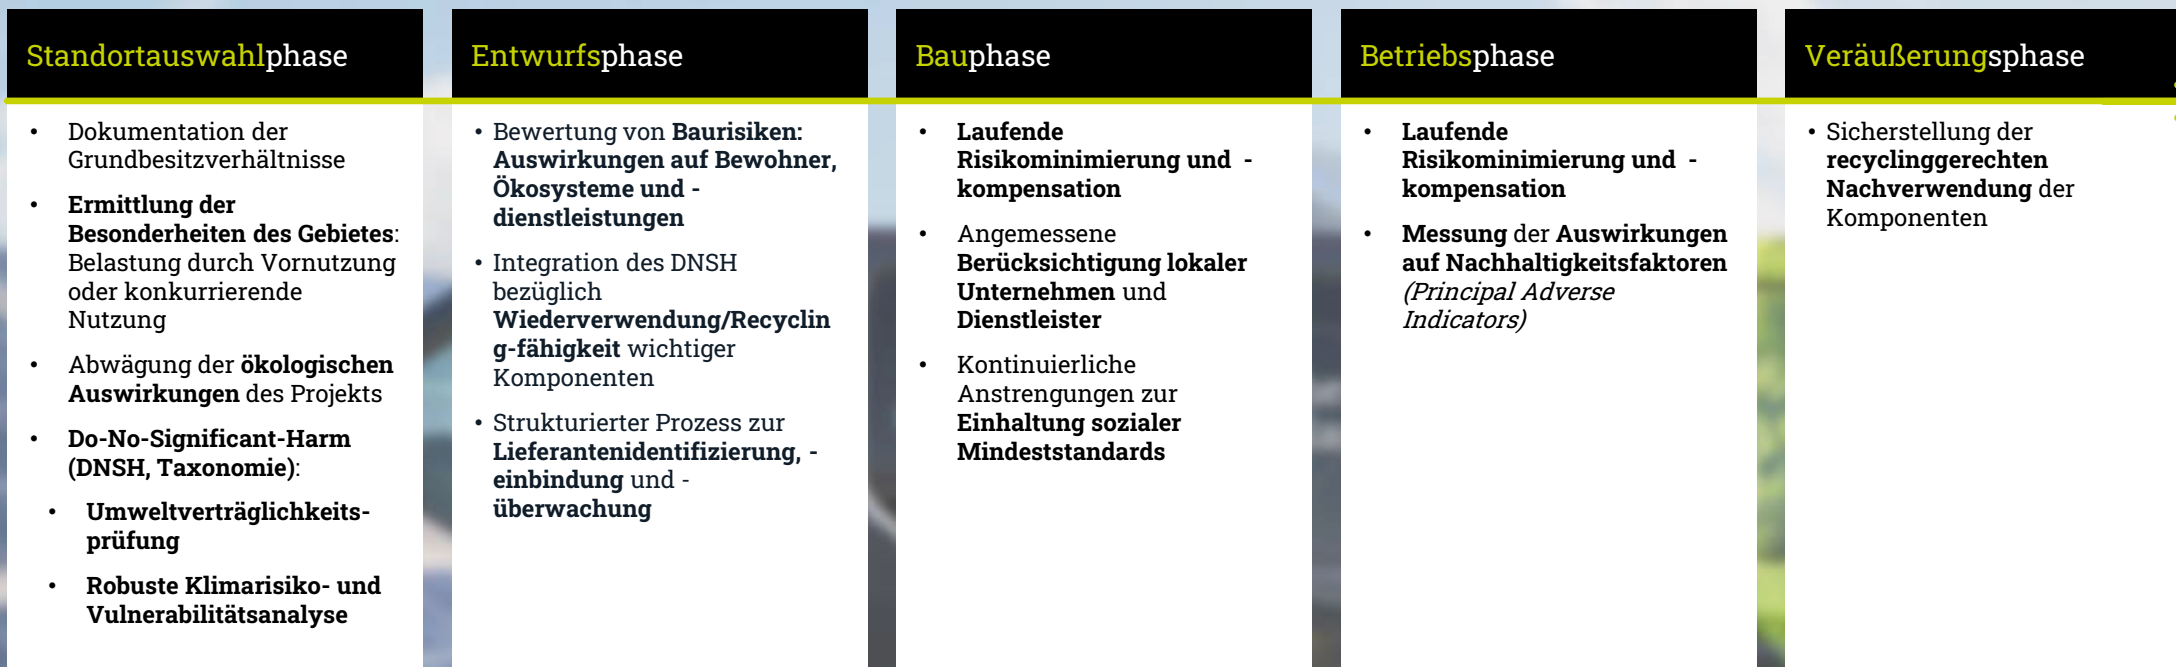 Standortauswahlphase
• Dokumentation der
Grundbesitzverhältnisse
• Ermittlung der
Besonderheiten des Gebietes:
Belastung durch Vornutzung
oder konkurrierende
Nutzung
• Abwägung der ökologischen
Auswirkungen des Projekts
• Do-No-Significant-Harm
(DNSH, Taxonomie):
• Umweltverträglichkeits-
prüfung
• Robuste Klimarisiko- und
Vulnerabilitätsanalyse
Entwurfsphase
• Bewertung von Baurisiken:
Auswirkungen auf Bewohner,
Ökosysteme und -
dienstleistungen
• Integration des DNSH
bezüglich
Wiederverwendung/Recyclin
g-fähigkeit wichtiger
Komponenten
• Strukturierter Prozess zur
Lieferantenidentifizierung, -
einbindung und -
überwachung
Bauphase
• Laufende
Risikominimierung und -
kompensation
• Angemessene
Berücksichtigung lokaler
Unternehmen und
Dienstleister
• Kontinuierliche
Anstrengungen zur
Einhaltung sozialer
Mindeststandards
Betriebsphase
• Laufende
Risikominimierung und -
kompensation
• Messung der Auswirkungen
auf Nachhaltigkeitsfaktoren
(Principal Adverse
Indicators)
Veräußerungsphase
• Sicherstellung der
recyclinggerechten
Nachverwendung der
Komponenten